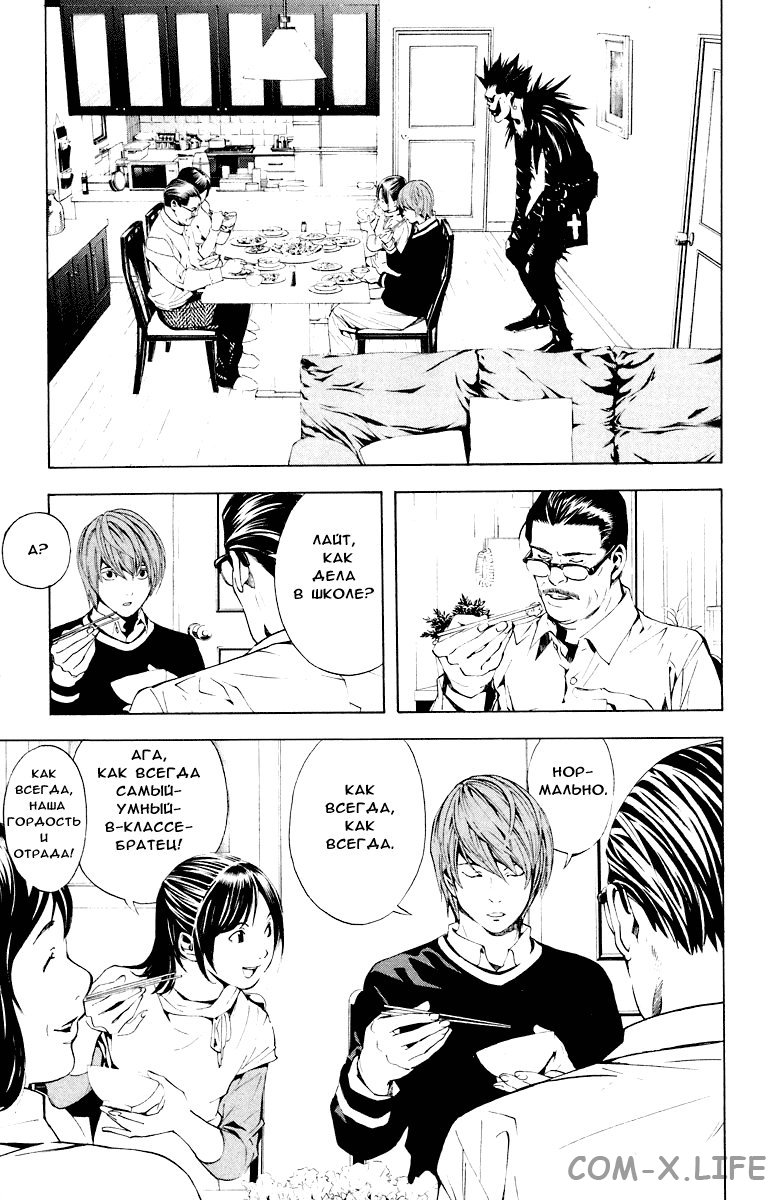 ЛАЙТ,
КАК
ДЕЛА
В ШКОЛЕ?
А?
НОР-
МАЛЬНО.
КАК
ВСЕГДА,
КАК
ВСЕГДА.
АГА,
КАК ВСЕГДА
САМЫЙ-
УМНЫЙ-
В-КЛАССЕ-
БРАТЕЦ!
КАК
ВСЕГДА,
НАША
ГОРДОСТЬ
И
ОТРАДА!
COM-X.LIFE